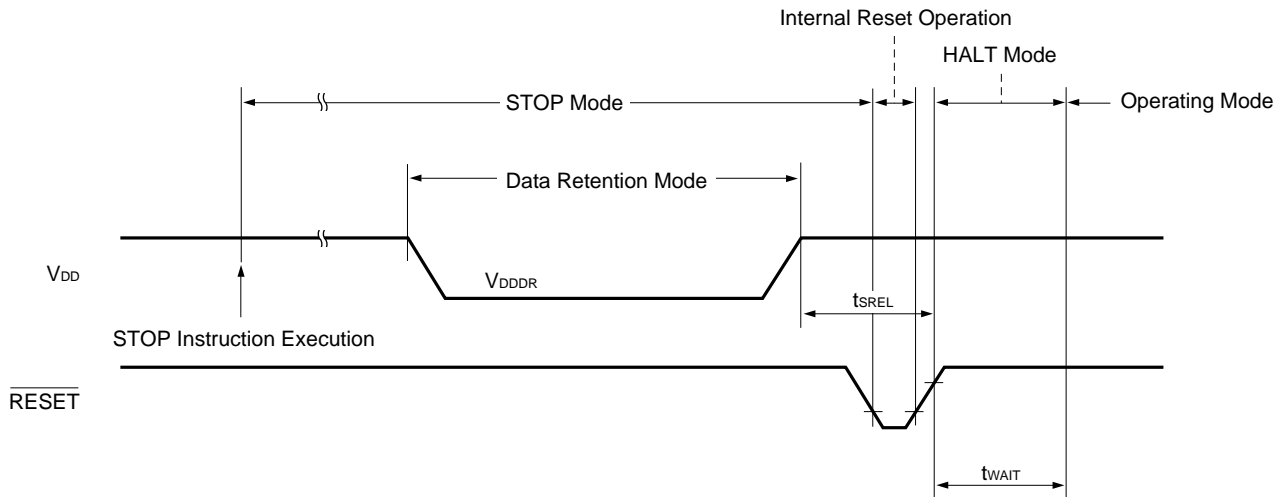 Internal Reset Operation
HALT Mode
STOP Mode
Operating Mode
Data Retention Mode
VDD
VDDDR
tSREL
STOP Instruction Execution
RESET
tWAIT